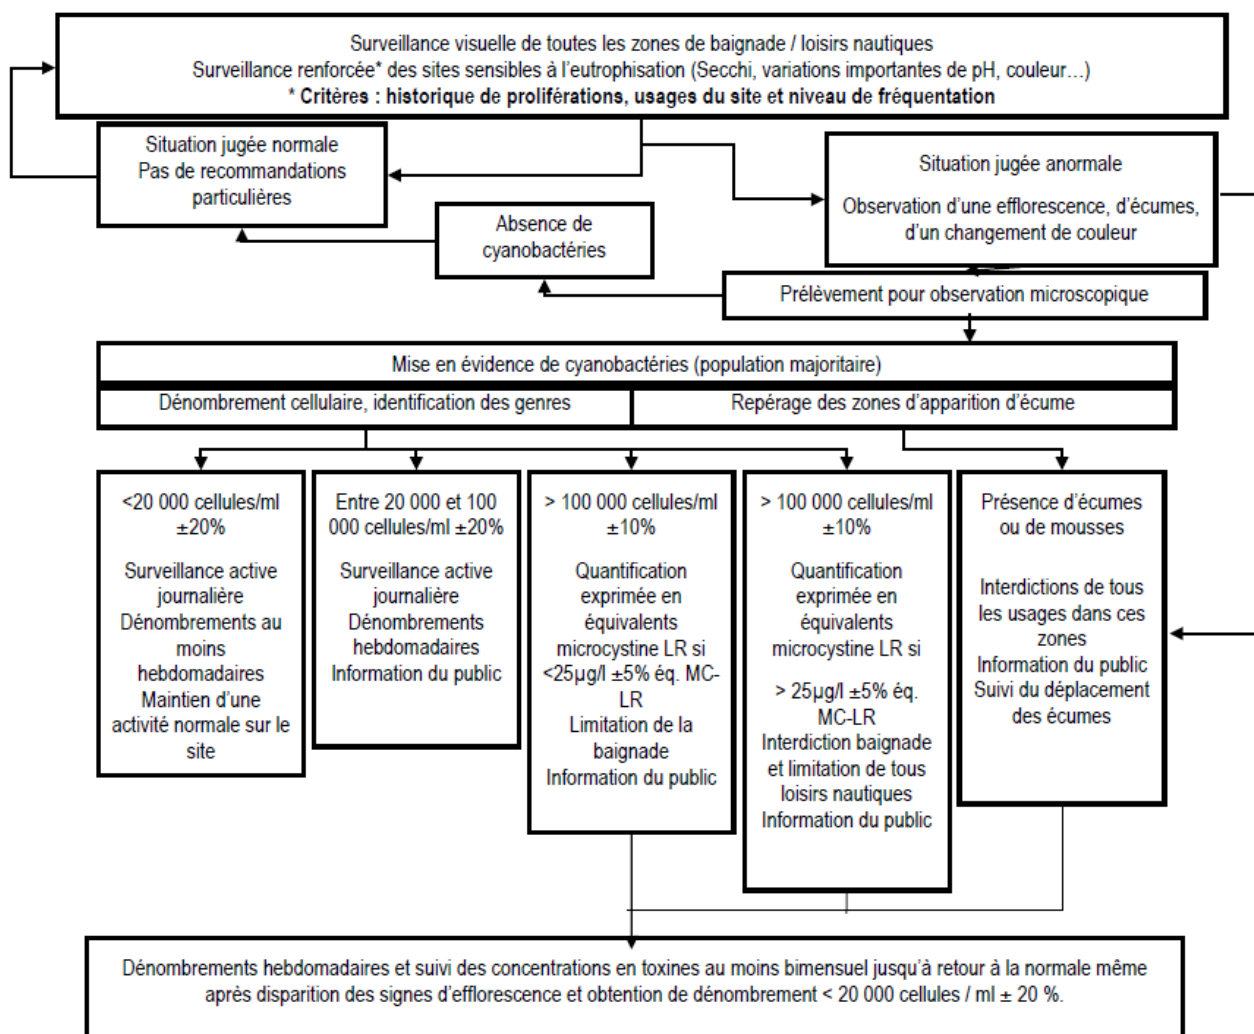 Surveillance visuelle de toutes les zones de baignade / loisirs nautiques
Surveillance renforcée* des sites sensibles à l'eutrophisation (Secchi, variations importantes de pH, couleur…)
* Critères : historique de proliférations, usages du site et niveau de fréquentation
Situation jugée normale
Pas de recommandations
particulières
Situation jugée anormale
Observation d'une efflorescence, d'écumes,
d'un changement de couleur
Absence de
cyanobactéries
Prélèvement pour observation microscopique
Mise en évidence de cyanobactéries (population majoritaire)
Dénombrement cellulaire, identification des genres
Repérage des zones d'apparition d'écume
<20 000 cellules/ml
±20%
Surveillance active
journalière
Dénombrements au
moins
hebdomadaires
Maintien d'une
activité normale sur le
site
Entre 20 000 et 100
000 cellules/ml ±20%
Surveillance active
journalière
Dénombrements
hebdomadaires
Information du public
> 100 000 cellules/ml
±10%
Quantification
exprimée en
équivalents
microcystine LR si
<25µg/l ±5% éq. MC-
LR
Limitation de la
baignade
Information du public
> 100 000 cellules/ml
±10%
Quantification
exprimée en
équivalents
microcystine LR si
> 25µg/l ±5% éq.
MC-LR
Interdiction baignade
et limitation de tous
loisirs nautiques
Information du public
Présence d'écumes
ou de mousses
Interdictions de tous
les usages dans ces
zones
Information du public
Suivi du déplacement
des écumes
Dénombrements hebdomadaires et suivi des concentrations en toxines au moins bimensuel jusqu'à retour à la normale même
après disparition des signes d'efflorescence et obtention de dénombrement < 20 000 cellules / ml ± 20 %.